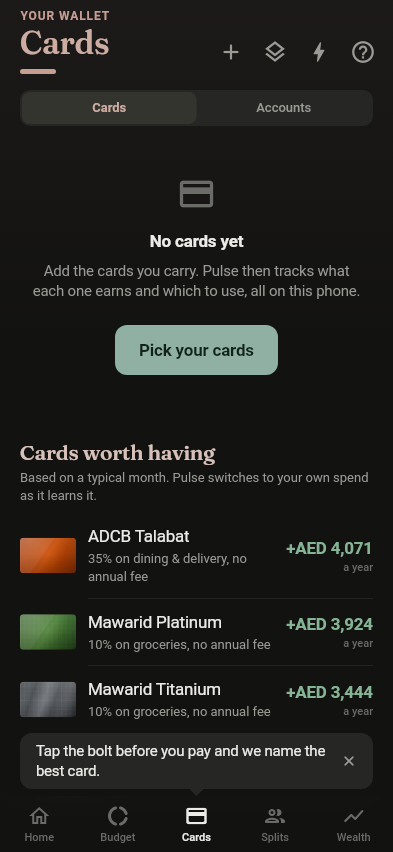 YOUR WALLET
Cards
Cards
Accounts
No cards yet
Add the cards you carry. Pulse then tracks what
each one earns and which to use, all on this phone.
Pick your cards
Cards worth having
Based on a typical month. Pulse switches to your own spend
as it learns it.
ADCB Talabat
35% on dining & delivery, no
annual fee
+AED 4,071
a year
Mawarid Platinum
10% on groceries, no annual fee
+AED 3,924
a year
Mawarid Titanium
10% on groceries, no annual fee
+AED 3,444
a year
Tap the bolt before you pay and we name the
best card.
Home
Budget
Cards
Splits
Wealth